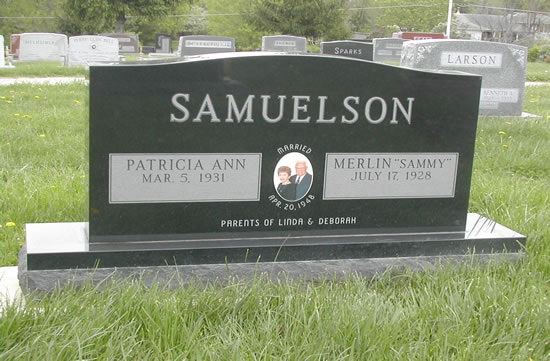 SPARKS
LARSON
KENNETH A.
SAMUELSON
MARRIED
PATRICIA ANN
MAR. 5, 1931
MERLIN "SAMMY"
JULY 17, 1928
APR. 20, 1948
PARENTS OF LINDA & DEBORAH